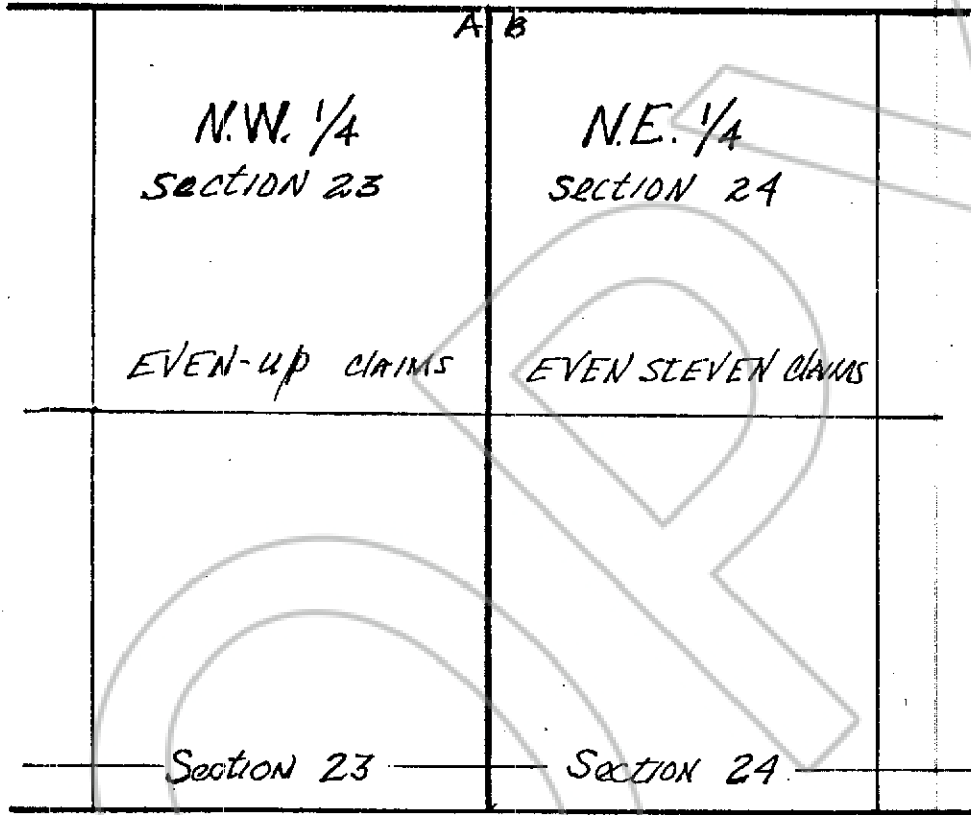 A B
N.W. 1/4 N.E. 1/4
Section 23 Section 24
EVEN-up claims EVEN STEVEN claims
Section 23 Section 24